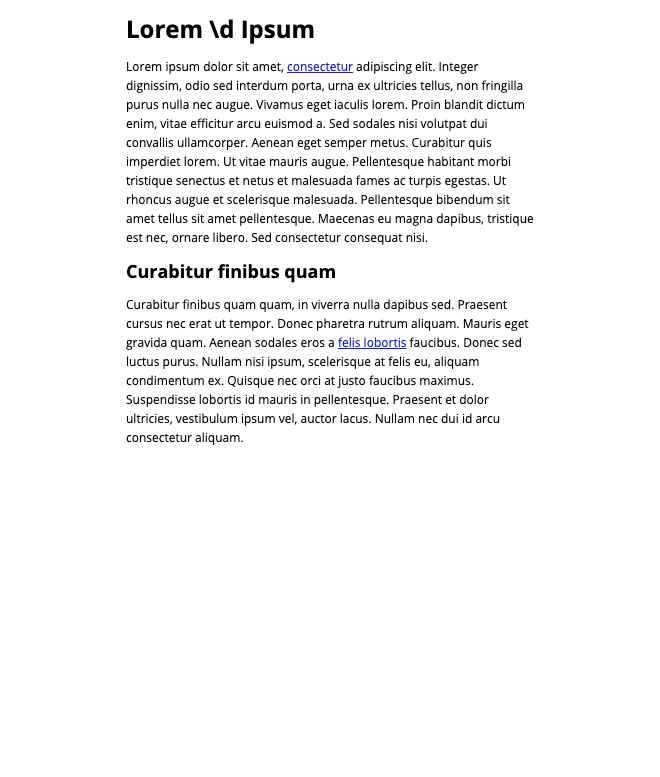 Lorem \d Ipsum
Lorem ipsum dolor sit amet, consectetur adipiscing elit. Integer
dignissim, odio sed interdum porta, urna ex ultricies tellus, non fringilla
purus nulla nec augue. Vivamus eget iaculis lorem. Proin blandit dictum
enim, vitae efficitur arcu euismod a. Sed sodales nisi volutpat dui
convallis ullamcorper. Aenean eget semper metus. Curabitur quis
imperdiet lorem. Ut vitae mauris augue. Pellentesque habitant morbi
tristique senectus et netus et malesuada fames ac turpis egestas. Ut
rhoncus augue et scelerisque malesuada. Pellentesque bibendum sit
amet tellus sit amet pellentesque. Maecenas eu magna dapibus, tristique
est nec, ornare libero. Sed consectetur consequat nisi.
Curabitur finibus quam
Curabitur finibus quam quam, in viverra nulla dapibus sed. Praesent
cursus nec erat ut tempor. Donec pharetra rutrum aliquam. Mauris eget
gravida quam. Aenean sodales eros a felis lobortis faucibus. Donec sed
luctus purus. Nullam nisi ipsum, scelerisque at felis eu, aliquam
condimentum ex. Quisque nec orci at justo faucibus maximus.
Suspendisse lobortis id mauris in pellentesque. Praesent et dolor
ultricies, vestibulum ipsum vel, auctor lacus. Nullam nec dui id arcu
consectetur aliquam.